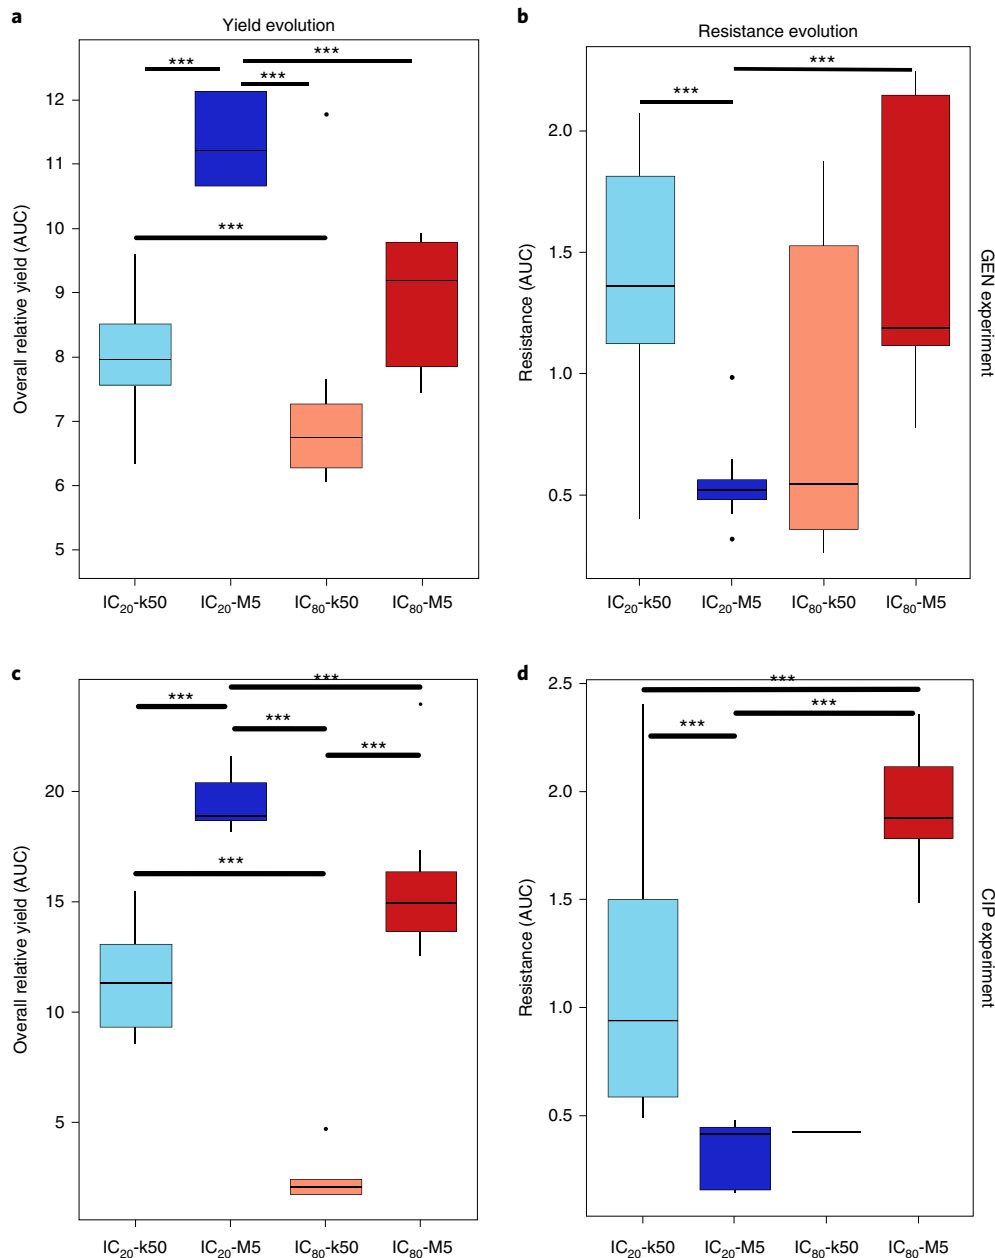 a
Yield evolution
***
***
***
***
12
11
10
9
8
7
6
5
Overall relative yield (AUC)
IC20-k50
IC20-M5
IC80-k50
IC80-M5
b
Resistance evolution
***
***
2.0
1.5
1.0
0.5
Resistance (AUC)
GEN experiment
IC20-k50
IC20-M5
IC80-k50
IC80-M5
c
***
***
***
***
***
20
15
10
5
Overall relative yield (AUC)
IC20-k50
IC20-M5
IC80-k50
IC80-M5
d
***
***
***
2.5
2.0
1.5
1.0
0.5
Resistance (AUC)
CIP experiment
IC20-k50
IC20-M5
IC80-k50
IC80-M5